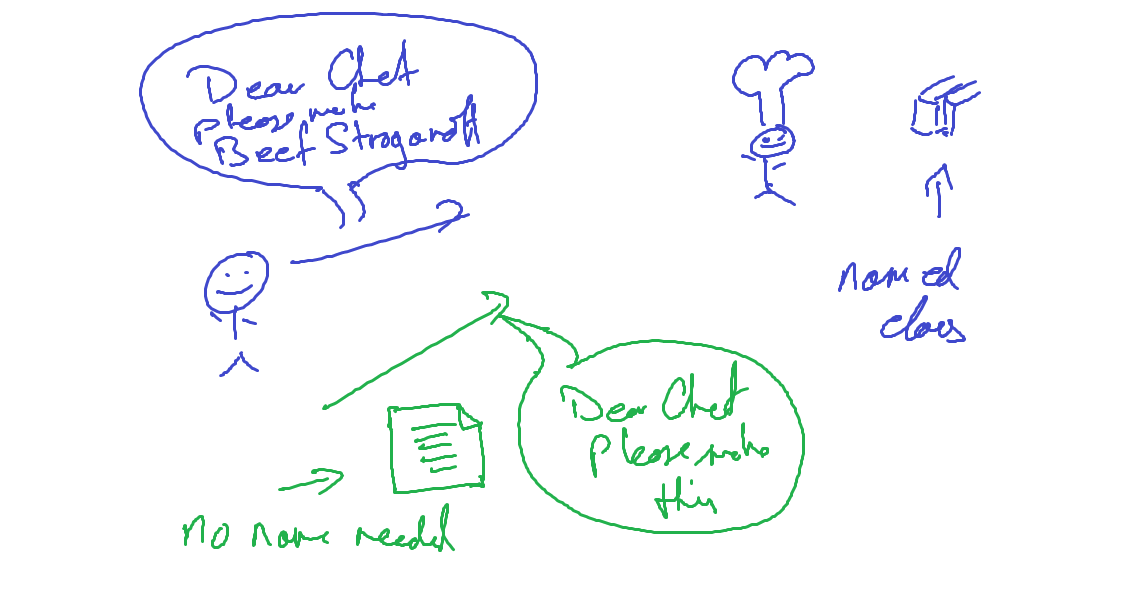 Dear Chef
please make
Beef Stroganoff
named
class
Dear Chef
Please make
this
no name needed